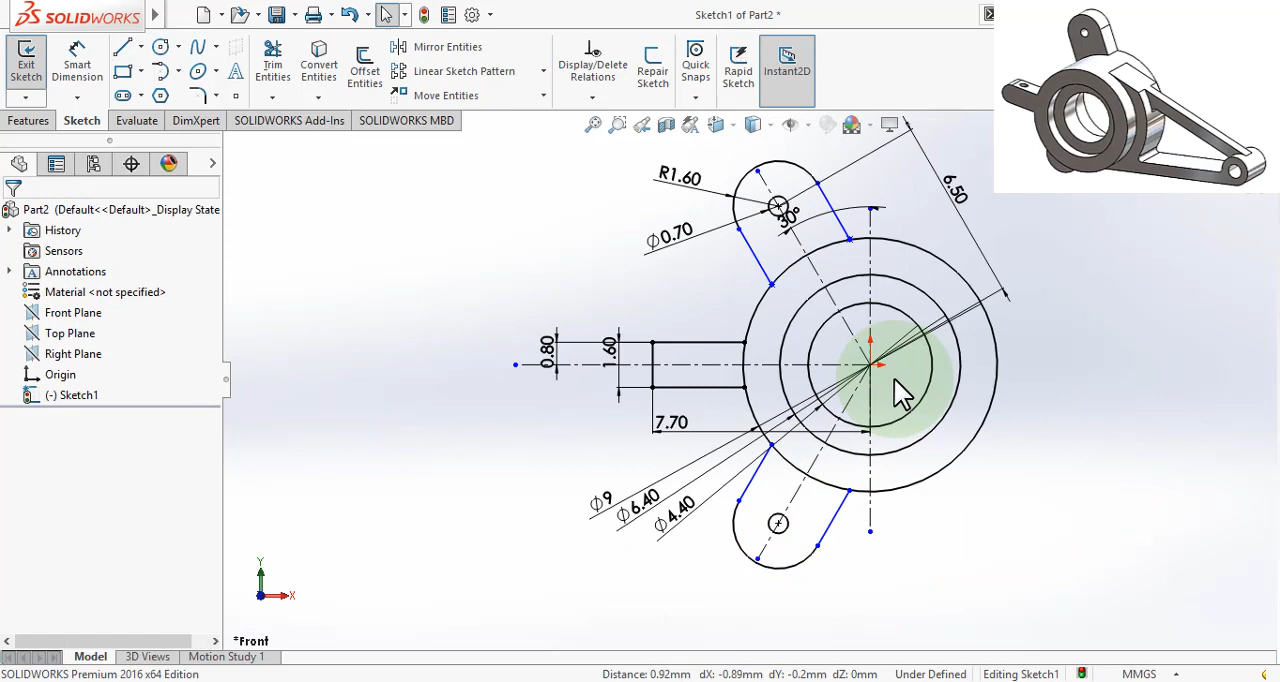 SOLIDWORKS
Sketch1 of Part2 *
Exit Sketch
Smart Dimension
Trim Entities
Convert Entities
Offset Entities
Mirror Entities
Linear Sketch Pattern
Move Entities
Display/Delete Relations
Repair Sketch
Quick Snaps
Rapid Sketch
Instant2D
Features
Sketch
Evaluate
DimXpert
SOLIDWORKS Add-Ins
SOLIDWORKS MBD
Part2 (Default<<Default>_Display State
History
Sensors
Annotations
Material <not specified>
Front Plane
Top Plane
Right Plane
Origin
(-) Sketch1
R1.60
∅0.70
30°
6.50
0.80
1.60
7.70
∅9
∅6.40
∅4.40
Y
X
*Front
Model
3D Views
Motion Study 1
SOLIDWORKS Premium 2016 x64 Edition
Distance: 0.92mm dX: -0.89mm dY: -0.2mm dZ: 0mm
Under Defined
Editing Sketch1
MMGS